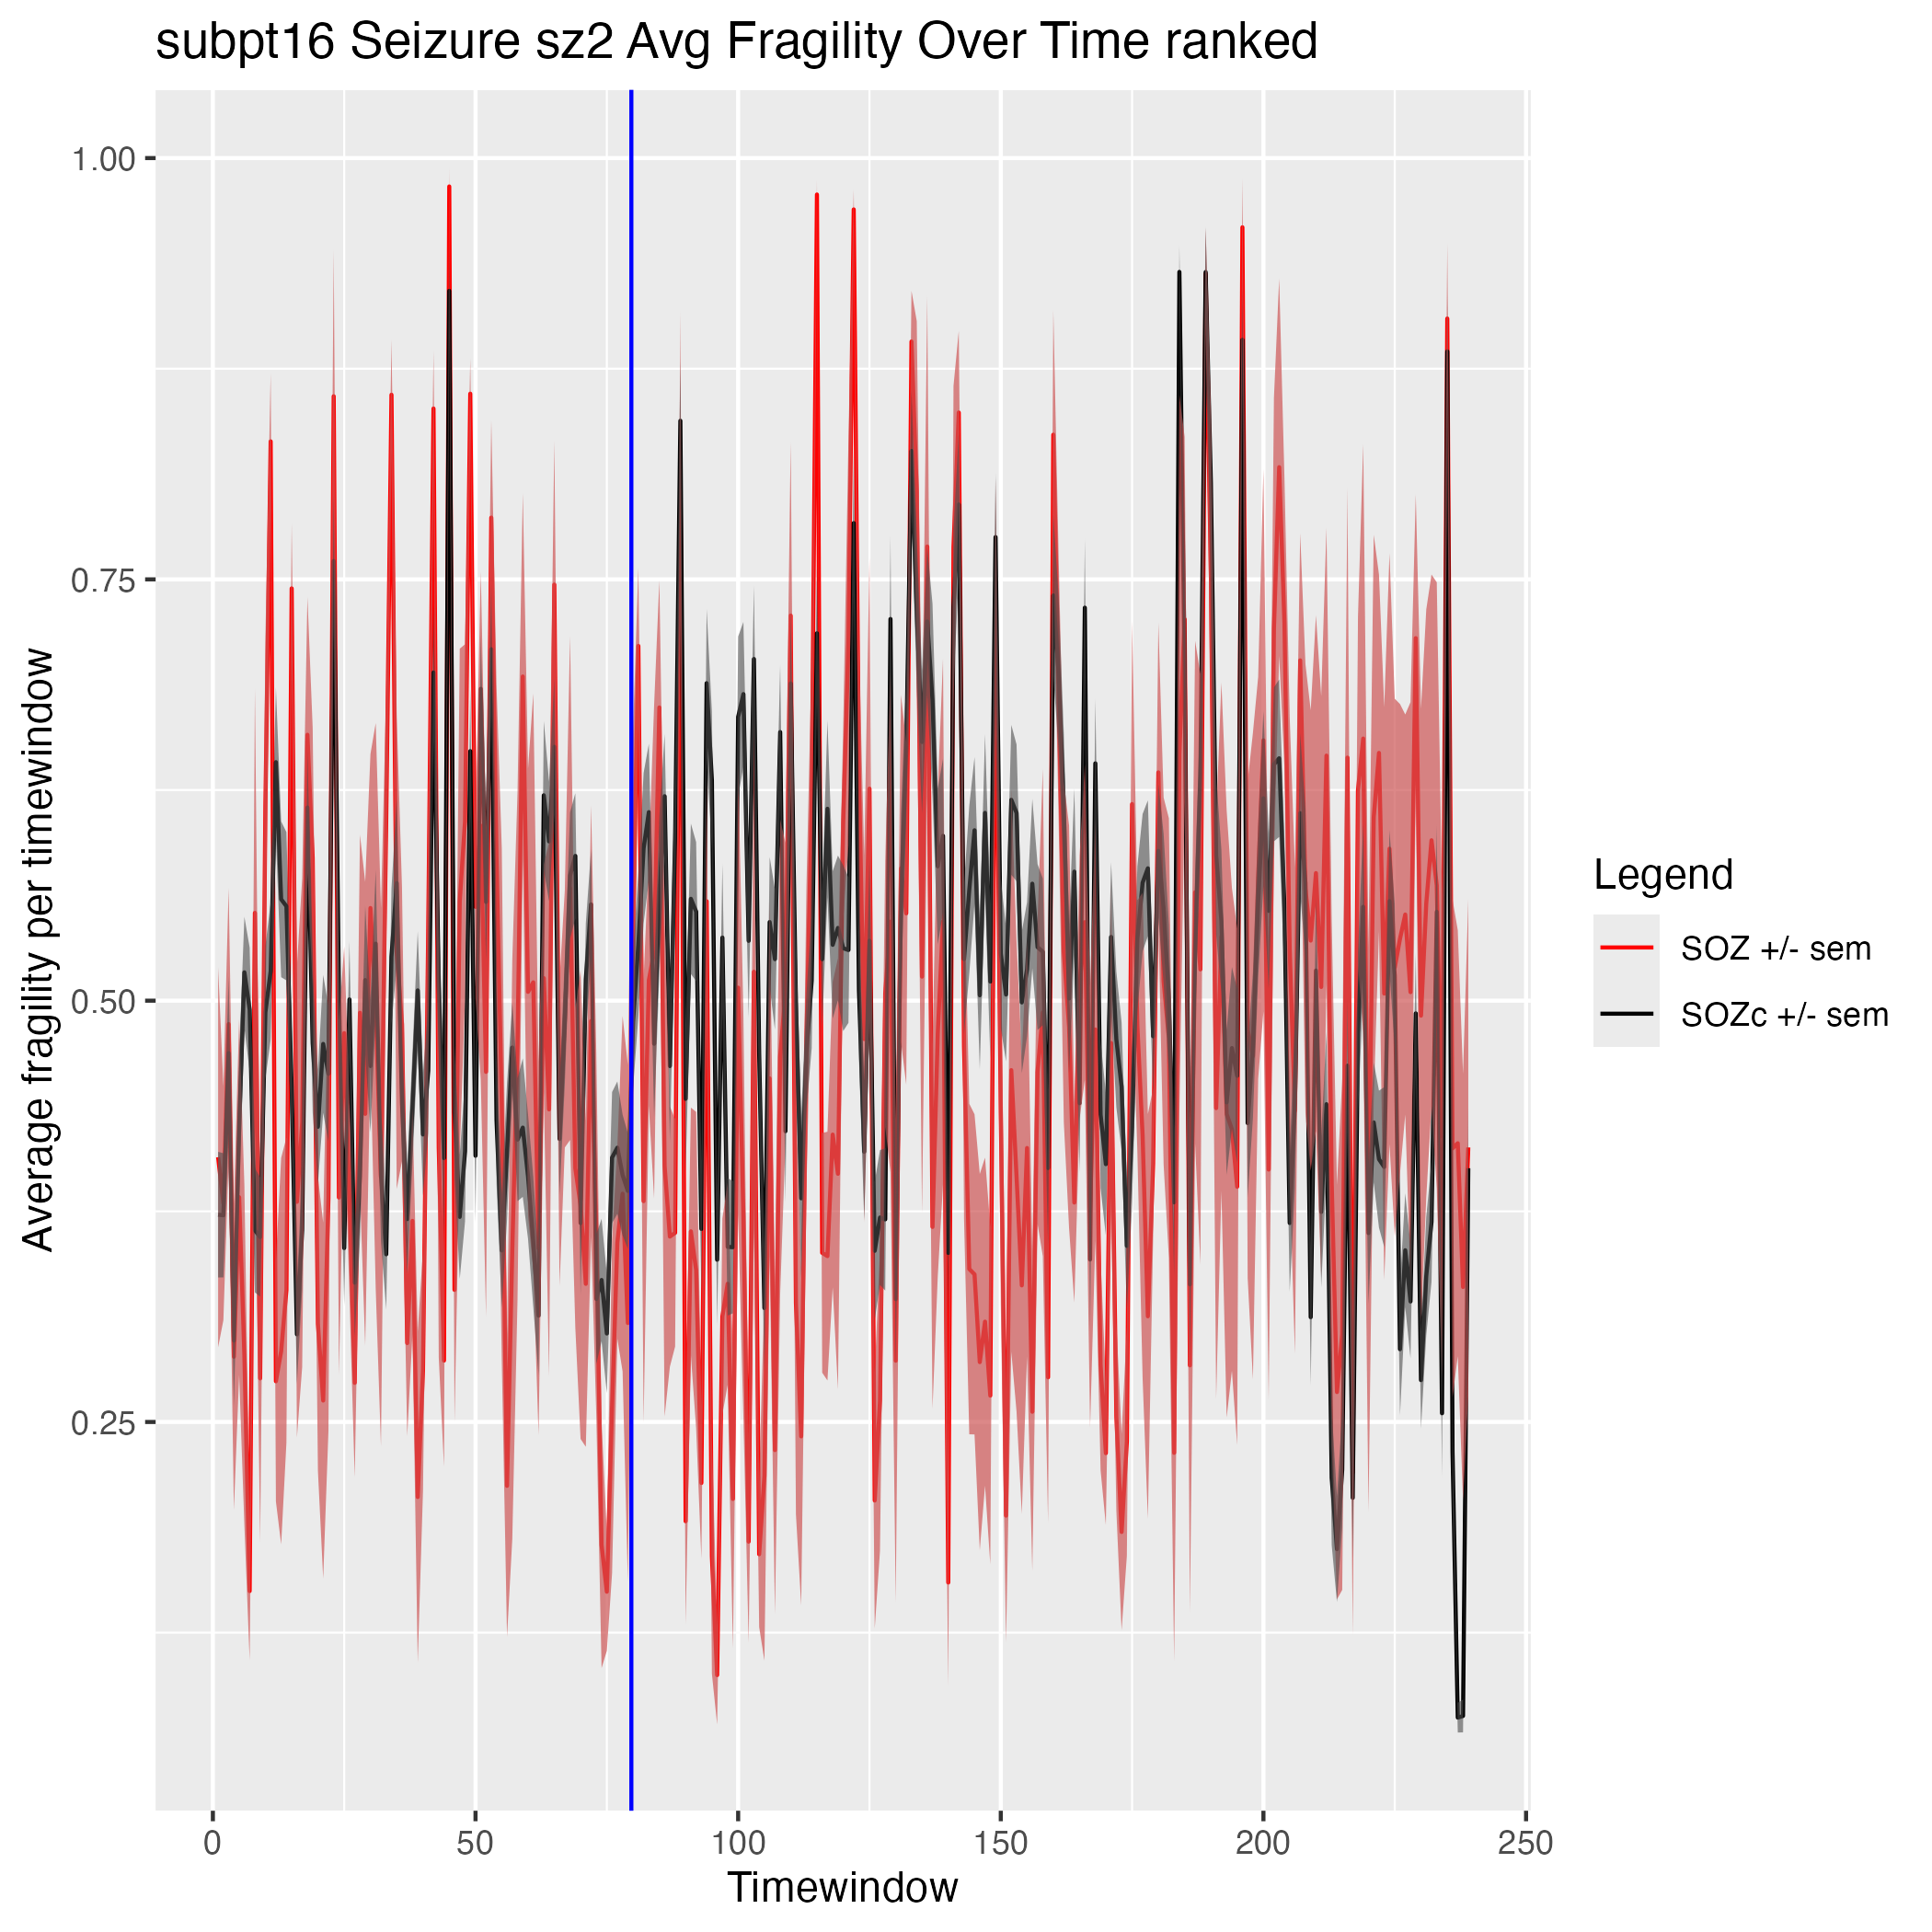 subpt16 Seizure sz2 Avg Fragility Over Time ranked
Average fragility per timewindow
1.00
0.75
0.50
0.25
0 50 100 150 200 250
Timewindow
Legend
SOZ +/- sem
SOZc +/- sem